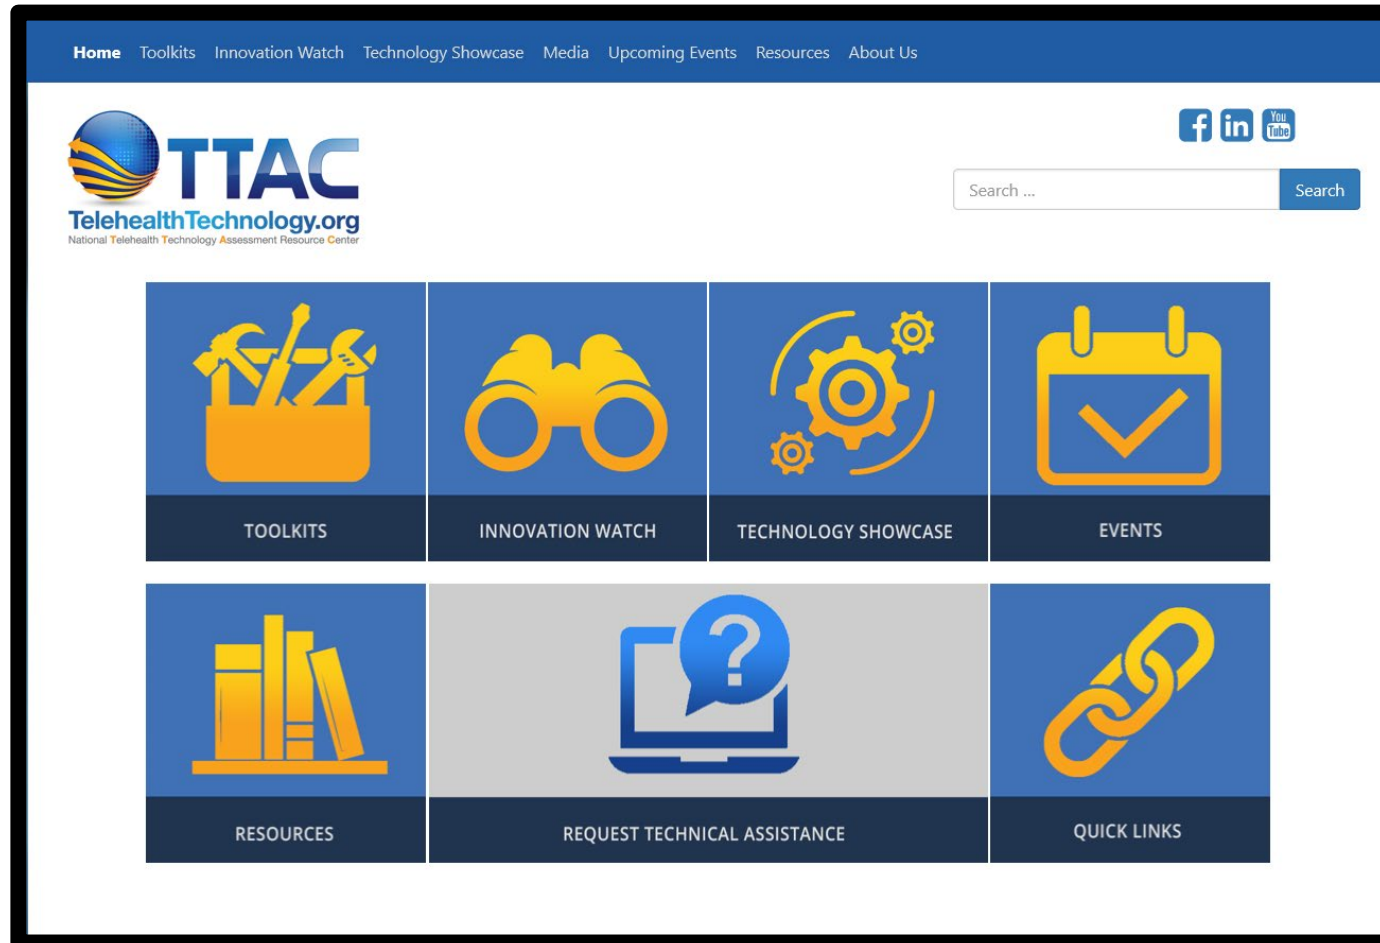 Home Toolkits Innovation Watch Technology Showcase Media Upcoming Events Resources About Us
f in You Tube
TTAC
TelehealthTechnology.org
National Telehealth Technology Assessment Resource Center
Search ... Search
TOOLKITS INNOVATION WATCH TECHNOLOGY SHOWCASE EVENTS
?
RESOURCES REQUEST TECHNICAL ASSISTANCE QUICK LINKS